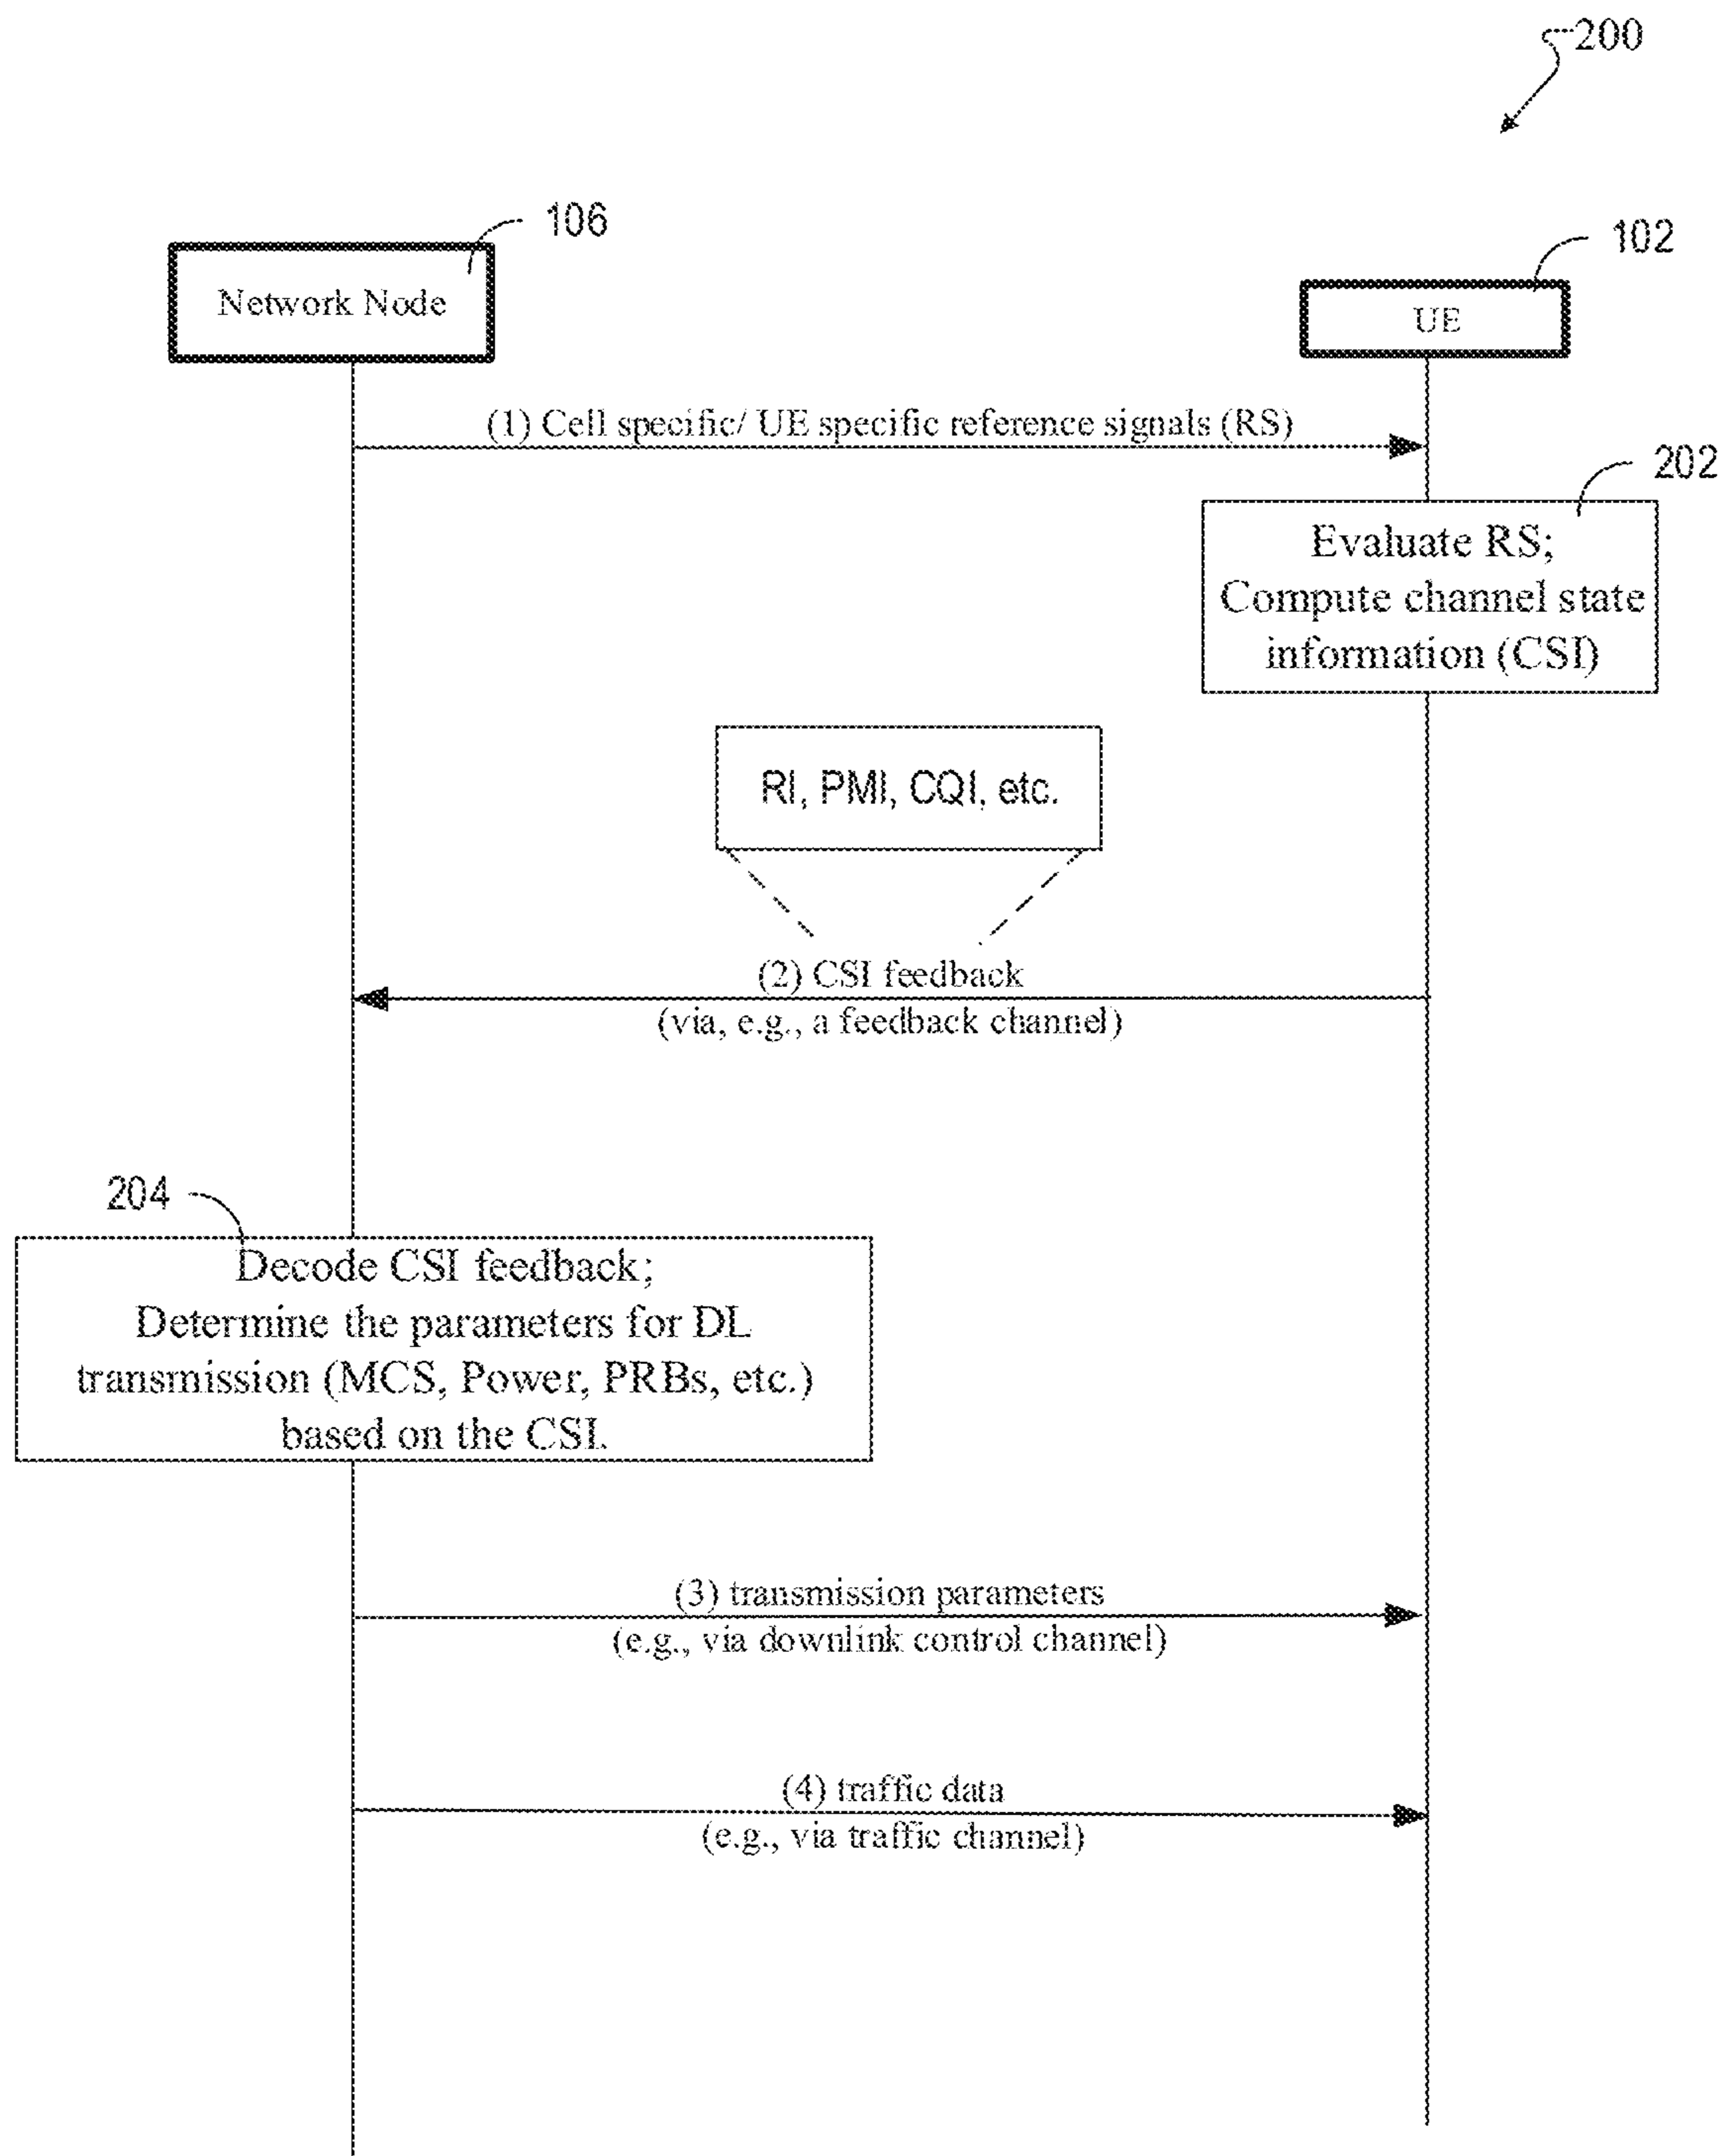 200
106
Network Node
102
UE
(1) Cell specific/ UE specific reference signals (RS)
202
Evaluate RS;
Compute channel state
information (CSI)
RI, PMI, CQI, etc.
(2) CSI feedback
(via, e.g., a feedback channel)
204
Decode CSI feedback;
Determine the parameters for DL
transmission (MCS, Power, PRBs, etc.)
based on the CSI.
(3) transmission parameters
(e.g., via downlink control channel)
(4) traffic data
(e.g., via traffic channel)